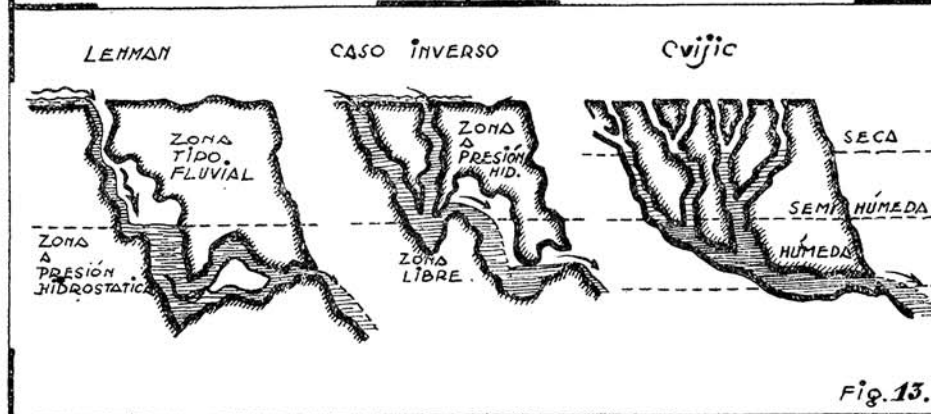 LEHMAN
ZONA
TIPO
FLUVIAL
ZONA
A
PRESIÓN
HIDROSTATICA
CASO INVERSO
ZONA
A
PRESIÓN
HID.
ZONA
LIBRE.
Cvijic
SECA
SEMI HÚMEDA
HÚMEDA
Fig. 13.